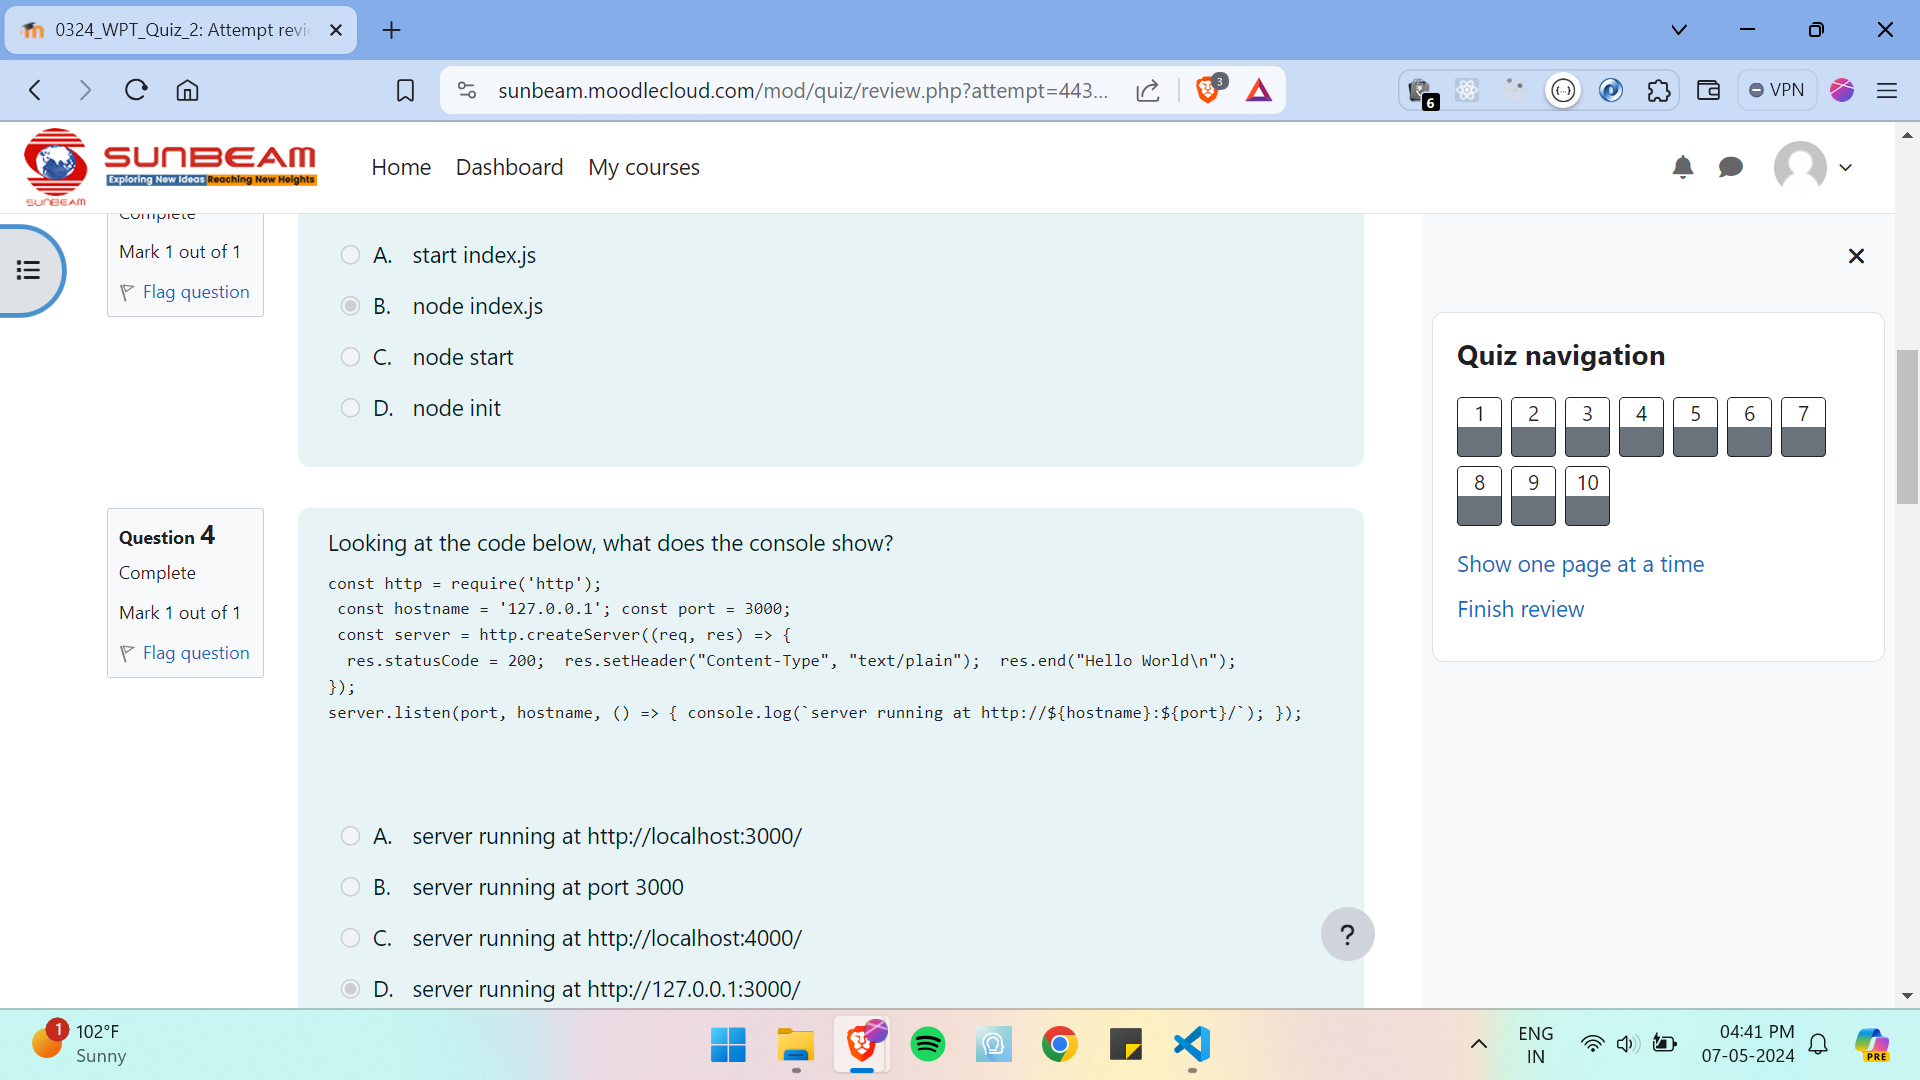 0324_WPT_Quiz_2: Attempt revi
sunbeam.moodlecloud.com/mod/quiz/review.php?attempt=443...
3
6
VPN
SUNBEAM
Exploring New Ideas Reaching New Heights
SUNBEAM
Home
Dashboard
My courses
Complete
Mark 1 out of 1
Flag question
A. start index.js
B. node index.js
C. node start
D. node init
Quiz navigation
1 2 3 4 5 6 7
8 9 10
Show one page at a time
Finish review
Question 4
Complete
Mark 1 out of 1
Flag question
Looking at the code below, what does the console show?
const http = require('http');
const hostname = '127.0.0.1'; const port = 3000;
const server = http.createServer((req, res) => {
res.statusCode = 200;  res.setHeader("Content-Type", "text/plain");  res.end("Hello World\n");
});
server.listen(port, hostname, () => { console.log(`server running at http://${hostname}:${port}/`); });
A. server running at http://localhost:3000/
B. server running at port 3000
C. server running at http://localhost:4000/
D. server running at http://127.0.0.1:3000/
?
1
102°F
Sunny
ENG
IN
04:41 PM
07-05-2024
PRE